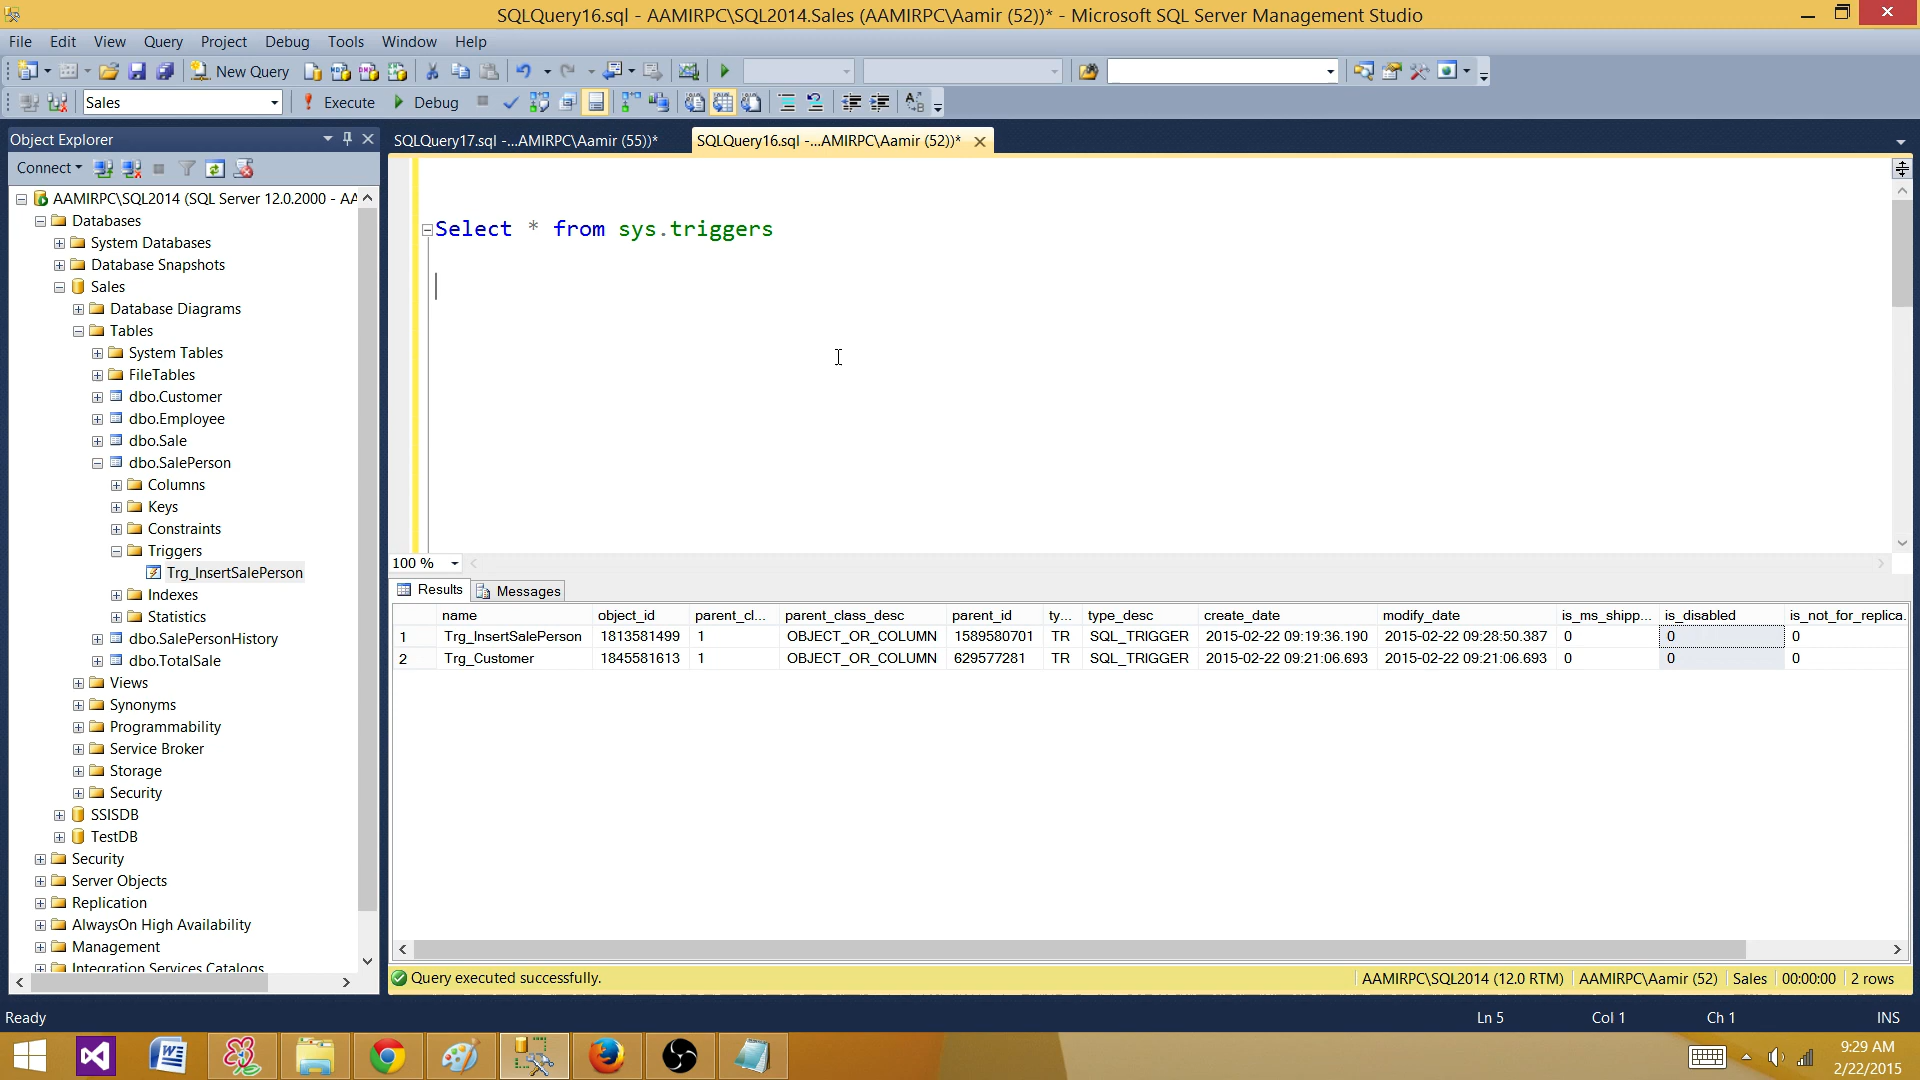 SQLQuery16.sql - AAMIRPC\SQL2014.Sales (AAMIRPC\Aamir (52))* - Microsoft SQL Server Management Studio
File Edit View Query Project Debug Tools Window Help
New Query
Sales Execute Debug
Object Explorer
SQLQuery17.sql -...AMIRPC\Aamir (55))* SQLQuery16.sql -...AMIRPC\Aamir (52))*
Connect
AAMIRPC\SQL2014 (SQL Server 12.0.2000 - AA
Databases
System Databases
Database Snapshots
Sales
Database Diagrams
Tables
System Tables
FileTables
dbo.Customer
dbo.Employee
dbo.Sale
dbo.SalePerson
Columns
Keys
Constraints
Triggers
Trg_InsertSalePerson
Indexes
Statistics
dbo.SalePersonHistory
dbo.TotalSale
Views
Synonyms
Programmability
Service Broker
Storage
Security
SSISDB
TestDB
Security
Server Objects
Replication
AlwaysOn High Availability
Management
Integration Services Catalogs
Select * from sys.triggers
100 %
Results Messages
name object_id parent_cl... parent_class_desc parent_id ty... type_desc create_date modify_date is_ms_shipp... is_disabled is_not_for_replica.
1 Trg_InsertSalePerson 1813581499 1 OBJECT_OR_COLUMN 1589580701 TR SQL_TRIGGER 2015-02-22 09:19:36.190 2015-02-22 09:28:50.387 0 0 0
2 Trg_Customer 1845581613 1 OBJECT_OR_COLUMN 629577281 TR SQL_TRIGGER 2015-02-22 09:21:06.693 2015-02-22 09:21:06.693 0 0 0
Query executed successfully. AAMIRPC\SQL2014 (12.0 RTM) AAMIRPC\Aamir (52) Sales 00:00:00 2 rows
Ready Ln 5 Col 1 Ch 1 INS
9:29 AM
2/22/2015